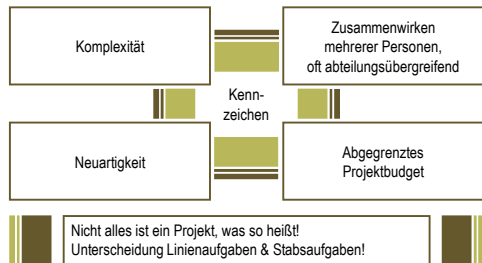 Komplexität
Zusammenwirken
mehrerer Personen,
oft abteilungsübergreifend
Kenn-
zeichen
Neuartigkeit
Abgegrenztes
Projektbudget
Nicht alles ist ein Projekt, was so heißt!
Unterscheidung Linienaufgaben & Stabsaufgaben!